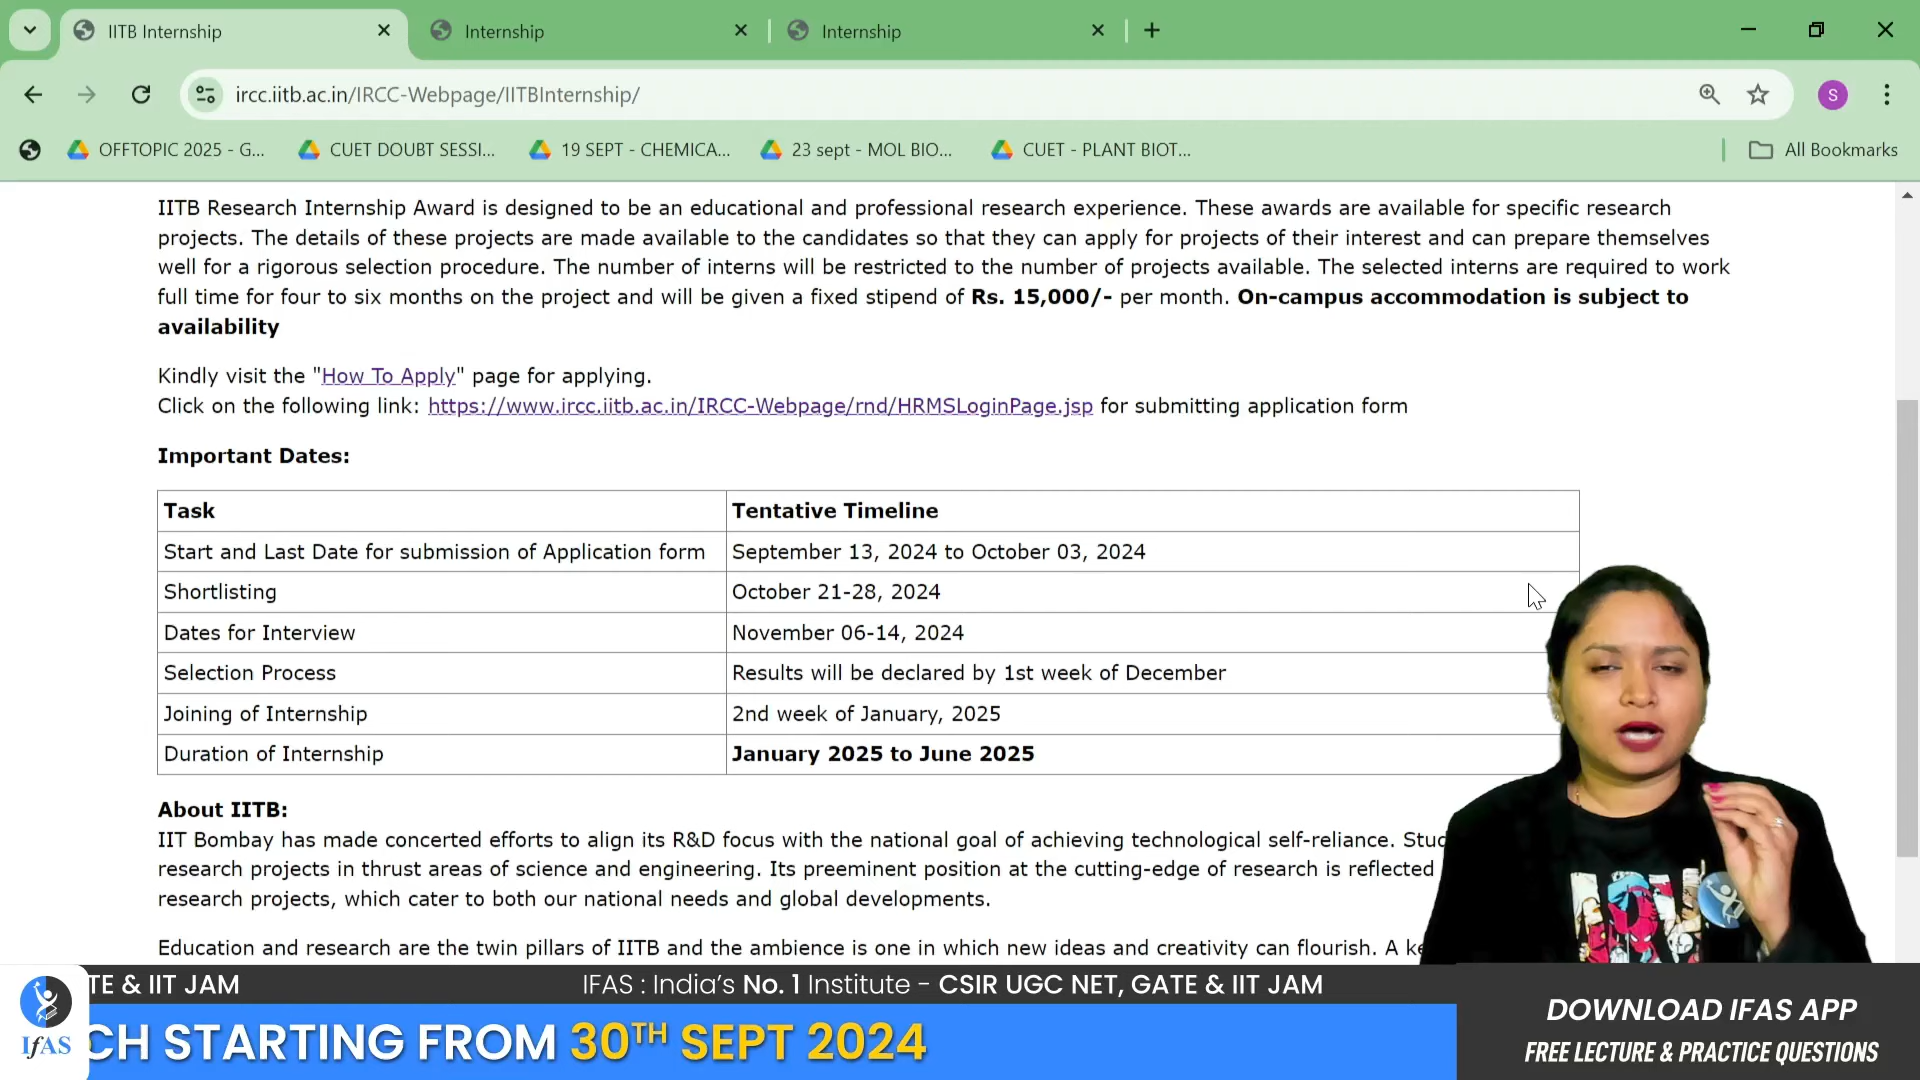 IITB Internship
Internship
Internship
ircc.iitb.ac.in/IRCC-Webpage/IITBInternship/
S
OFFTOPIC 2025 - G...
CUET DOUBT SESSI...
19 SEPT - CHEMICA...
23 sept - MOL BIO...
CUET - PLANT BIOT...
All Bookmarks
IITB Research Internship Award is designed to be an educational and professional research experience. These awards are available for specific research
projects. The details of these projects are made available to the candidates so that they can apply for projects of their interest and can prepare themselves
well for a rigorous selection procedure. The number of interns will be restricted to the number of projects available. The selected interns are required to work
full time for four to six months on the project and will be given a fixed stipend of Rs. 15,000/- per month. On-campus accommodation is subject to
availability
Kindly visit the "How To Apply" page for applying.
Click on the following link: https://www.ircc.iitb.ac.in/IRCC-Webpage/rnd/HRMSLoginPage.jsp for submitting application form
Important Dates:
Task Tentative Timeline
Start and Last Date for submission of Application form September 13, 2024 to October 03, 2024
Shortlisting October 21-28, 2024
Dates for Interview November 06-14, 2024
Selection Process Results will be declared by 1st week of December
Joining of Internship 2nd week of January, 2025
Duration of Internship January 2025 to June 2025
About IITB:
IIT Bombay has made concerted efforts to align its R&D focus with the national goal of achieving technological self-reliance. Stud
research projects in thrust areas of science and engineering. Its preeminent position at the cutting-edge of research is reflected
research projects, which cater to both our national needs and global developments.
Education and research are the twin pillars of IITB and the ambience is one in which new ideas and creativity can flourish. A ke
TE & IIT JAM
IFAS : India's No. 1 Institute - CSIR UGC NET, GATE & IIT JAM
IfAS
CH STARTING FROM 30TH SEPT 2024
DOWNLOAD IFAS APP
FREE LECTURE & PRACTICE QUESTIONS